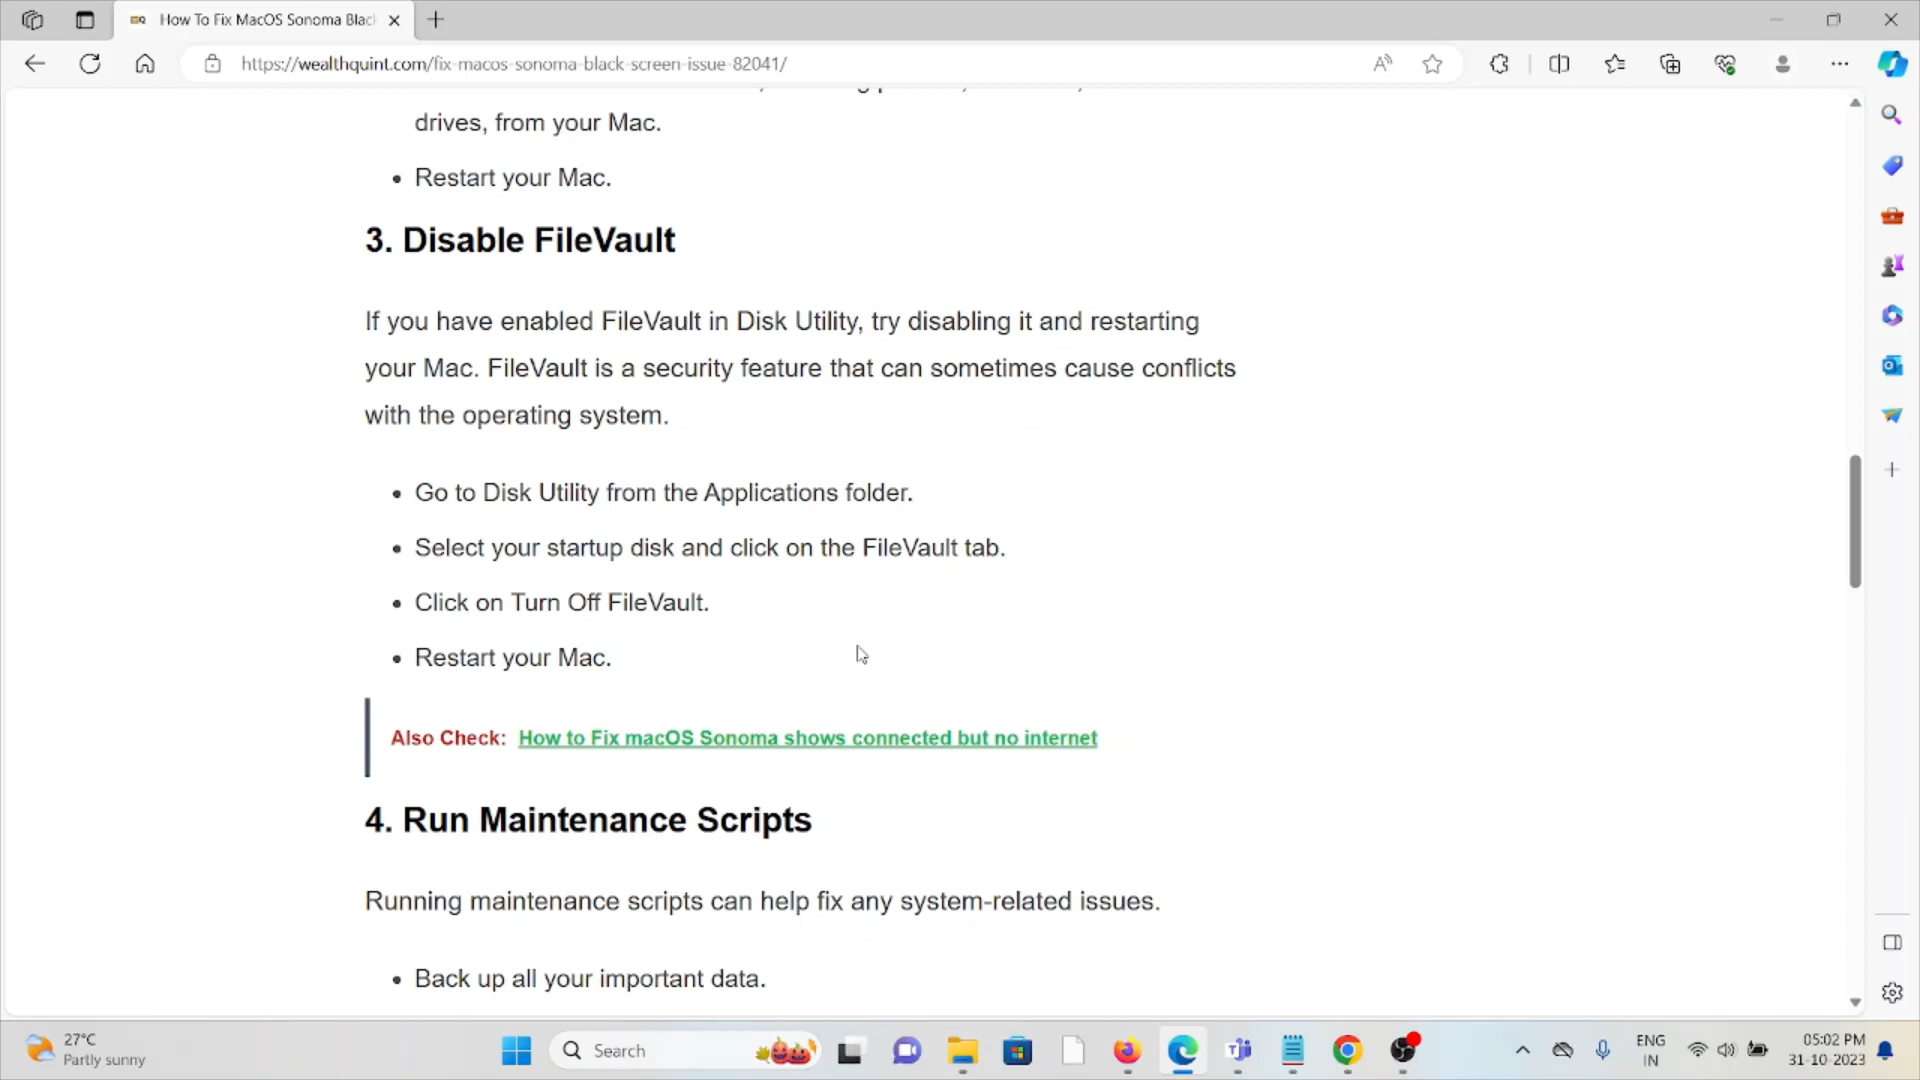 How To Fix MacOS Sonoma Blac
https://wealthquint.com/fix-macos-sonoma-black-screen-issue-82041/
drives, from your Mac.
• Restart your Mac.
3. Disable FileVault
If you have enabled FileVault in Disk Utility, try disabling it and restarting
your Mac. FileVault is a security feature that can sometimes cause conflicts
with the operating system.
• Go to Disk Utility from the Applications folder.
• Select your startup disk and click on the FileVault tab.
• Click on Turn Off FileVault.
• Restart your Mac.
Also Check: How to Fix macOS Sonoma shows connected but no internet
4. Run Maintenance Scripts
Running maintenance scripts can help fix any system-related issues.
• Back up all your important data.
27°C
Partly sunny
Search
ENG
IN
05:02 PM
31-10-2023